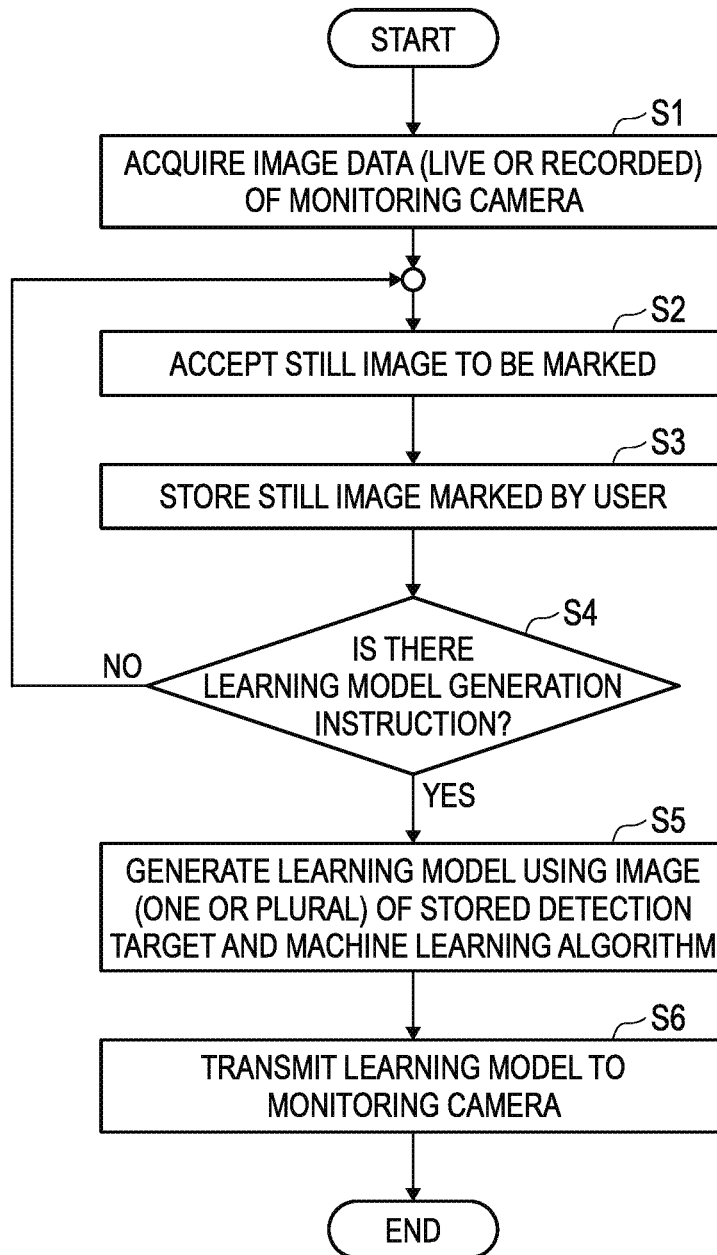 START
S1
ACQUIRE IMAGE DATA (LIVE OR RECORDED)
OF MONITORING CAMERA
S2
ACCEPT STILL IMAGE TO BE MARKED
S3
STORE STILL IMAGE MARKED BY USER
S4
IS THERE
LEARNING MODEL GENERATION
INSTRUCTION?
NO
YES
S5
GENERATE LEARNING MODEL USING IMAGE
(ONE OR PLURAL) OF STORED DETECTION
TARGET AND MACHINE LEARNING ALGORITHM
S6
TRANSMIT LEARNING MODEL TO
MONITORING CAMERA
END